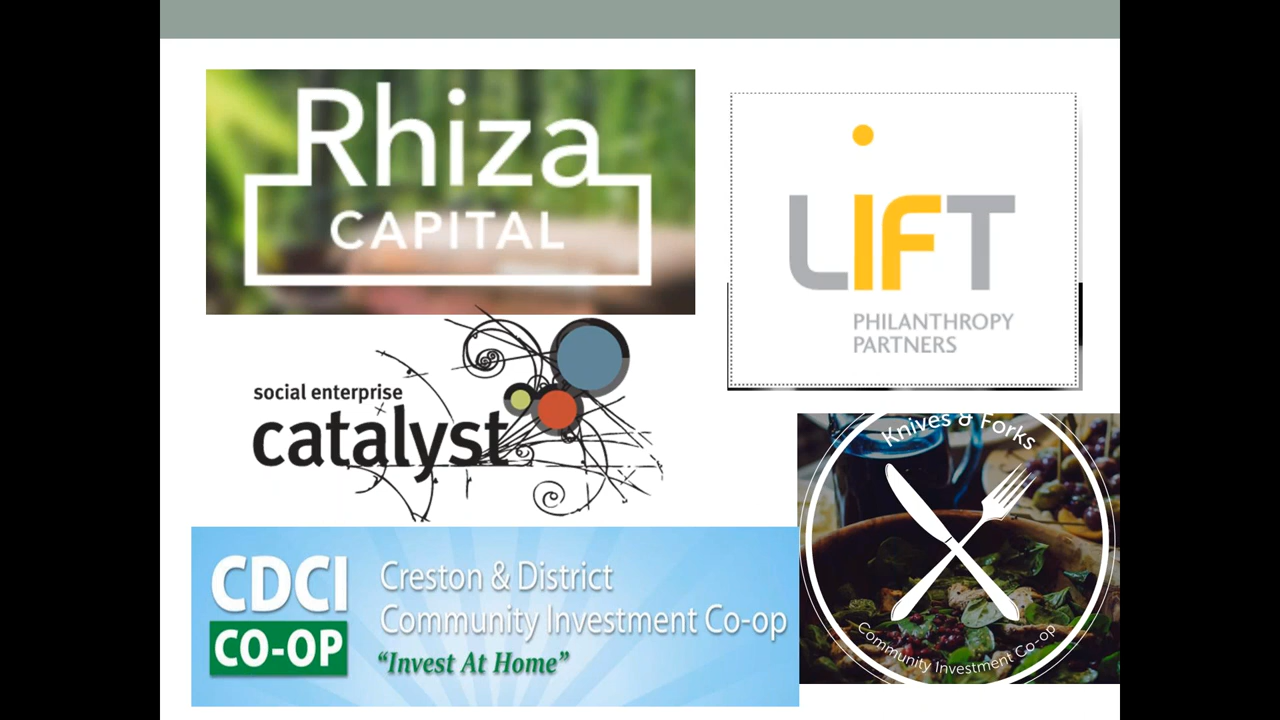 Rhiza
CAPITAL
LIFT
PHILANTHROPY
PARTNERS
social enterprise
catalyst
Knives & Forks
Community Investment Co-op
CDCI
CO-OP
Creston & District
Community Investment Co-op
"Invest At Home"